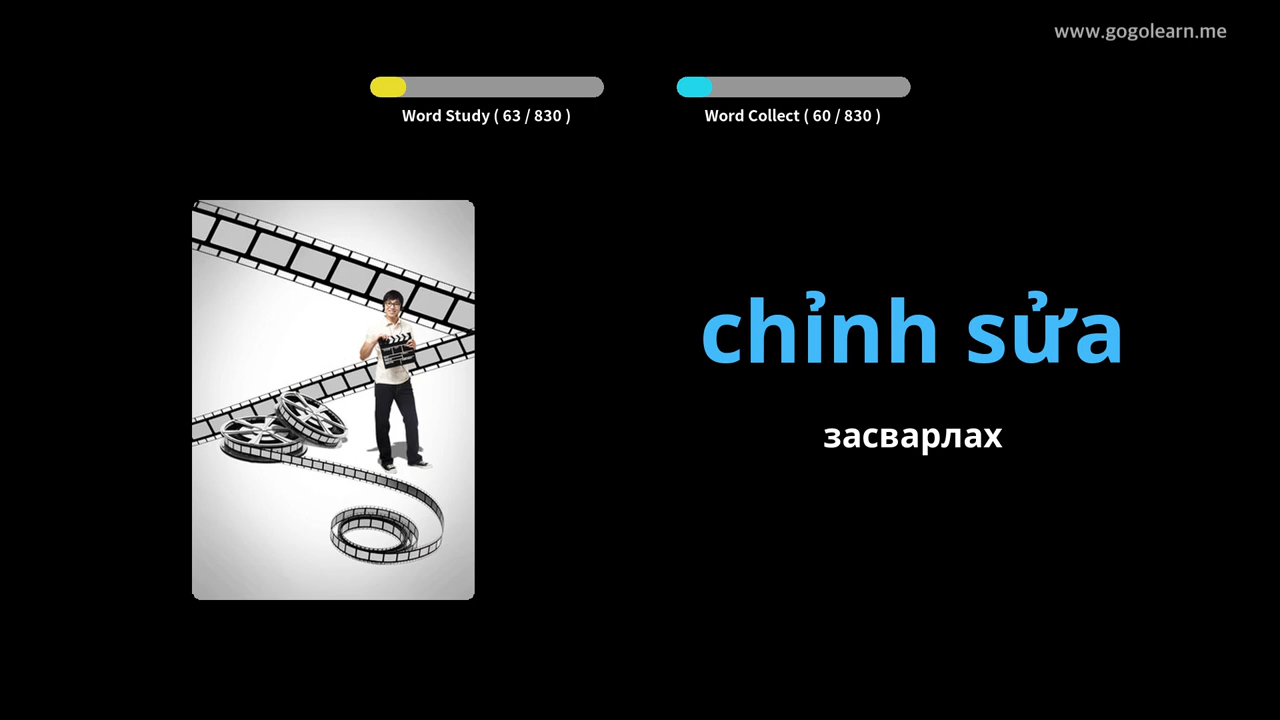 www.gogolearn.me
Word Study ( 63 / 830 )
Word Collect ( 60 / 830 )
chỉnh sửa
засварлах